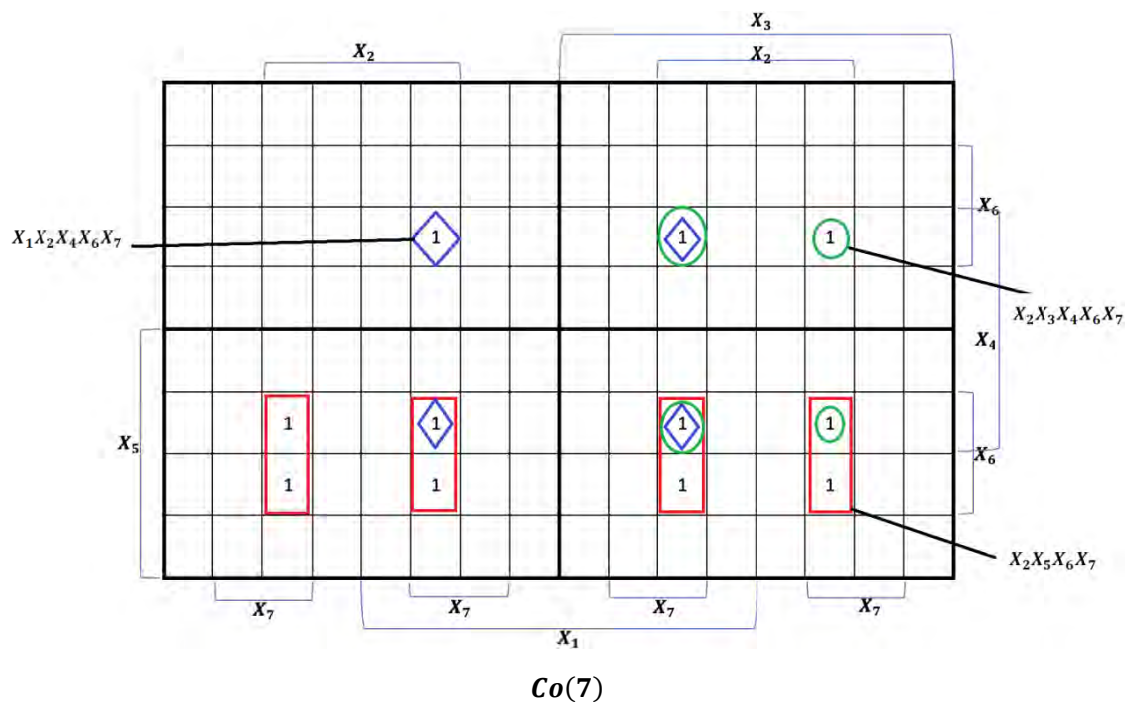 X₃
X₂ X₂
X₆
X₁X₂X₄X₆X₇ 1 1 1
X₂X₃X₄X₆X₇
X₄
1 1 1 1
X₅ X₆
1 1 1 1
X₂X₅X₆X₇
X₇ X₇ X₇ X₇
X₁
Co(7)